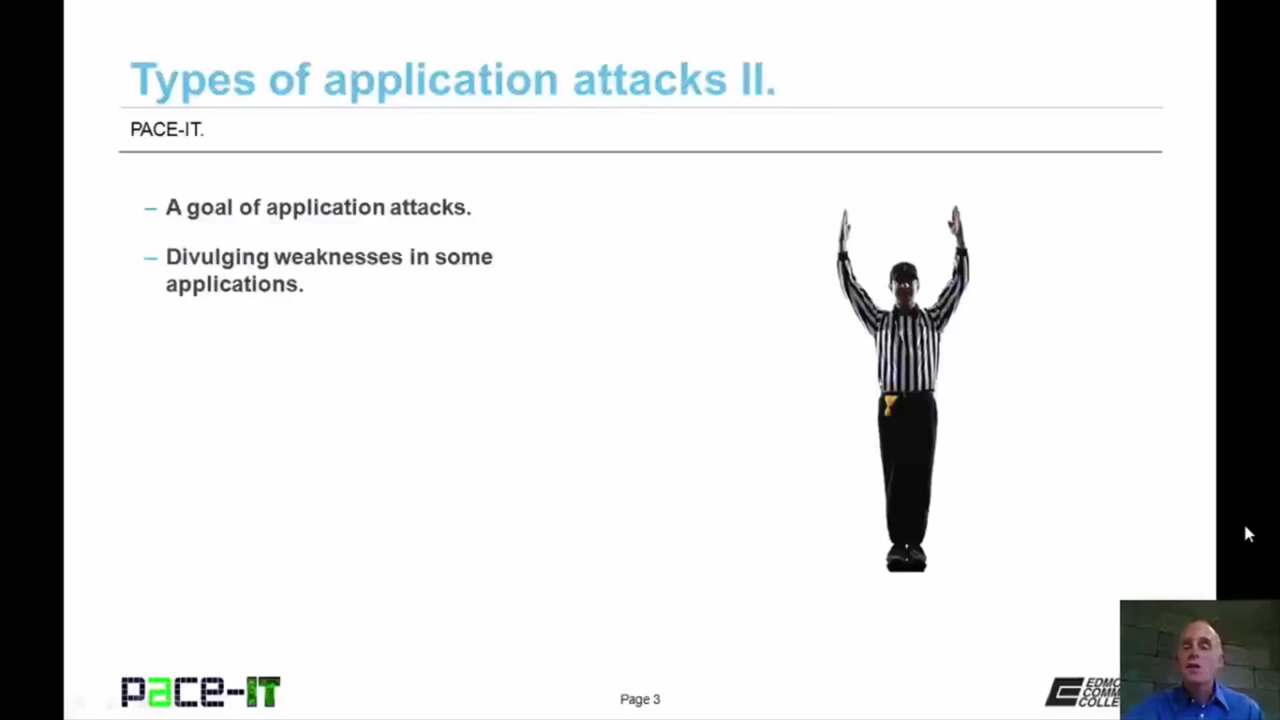 Types of application attacks II.
PACE-IT.
– A goal of application attacks.
– Divulging weaknesses in some
applications.
pace-IT
Page 3